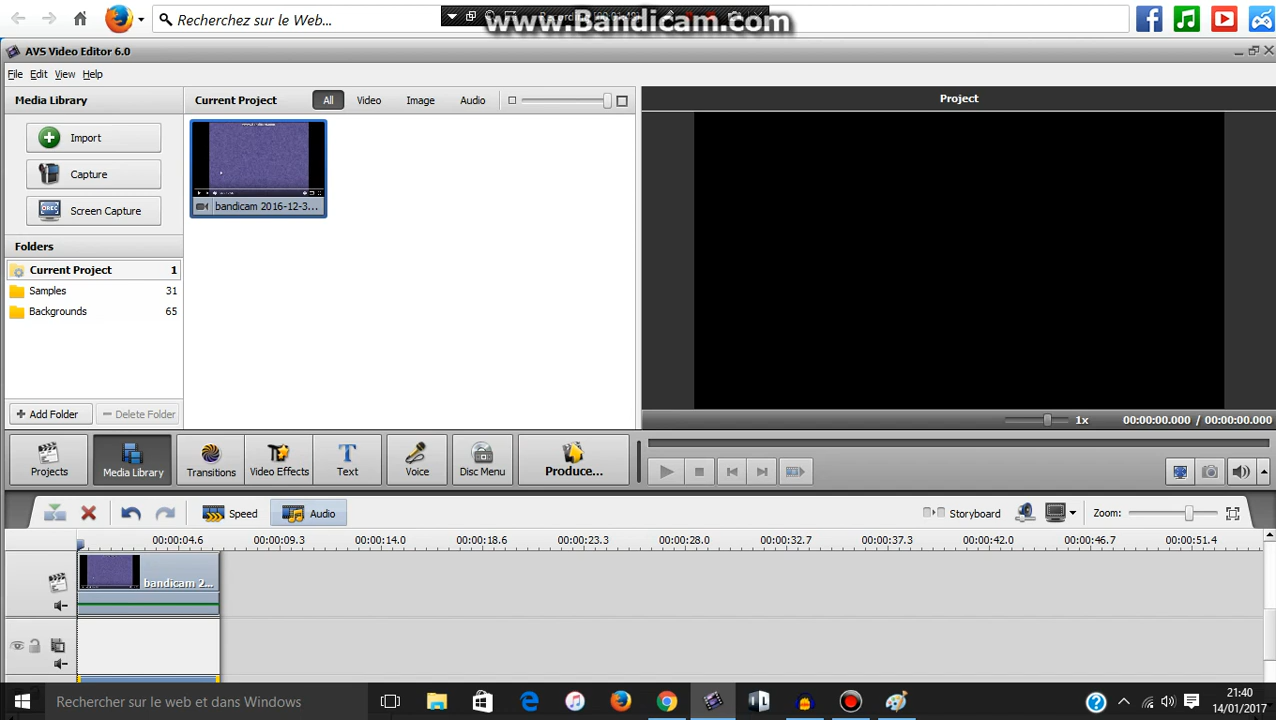 Recherchez sur le Web...
www.Bandicam.com
AVS Video Editor 6.0
File Edit View Help
Media Library
Current Project
All
Video
Image
Audio
Project
Import
Capture
bandicam 2016-12-3...
Screen Capture
Folders
Current Project 1
Samples 31
Backgrounds 65
Add Folder
Delete Folder
1x
00:00:00.000 / 00:00:00.000
Projects
Media Library
Transitions
Video Effects
Text
Voice
Disc Menu
Produce...
Speed
Audio
Storyboard
Zoom:
00:00:04.6 00:00:09.3 00:00:14.0 00:00:18.6 00:00:23.3 00:00:28.0 00:00:32.7 00:00:37.3 00:00:42.0 00:00:46.7 00:00:51.4
bandicam 2...
Rechercher sur le web et dans Windows
21:40
14/01/2017